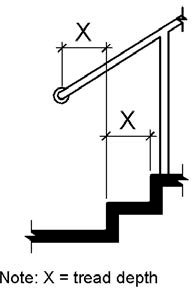 X
X
Note: X = tread depth